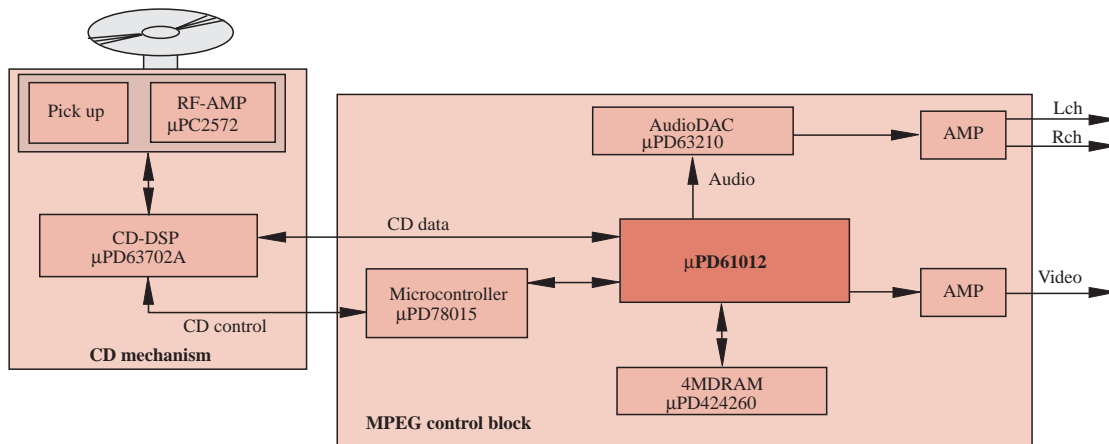 Pick up
RF-AMP
μPC2572
CD-DSP
μPD63702A
CD control
CD mechanism
CD data
AudioDAC
μPD63210
Audio
AMP
Lch
Rch
μPD61012
Microcontroller
μPD78015
AMP
Video
4MDRAM
μPD424260
MPEG control block